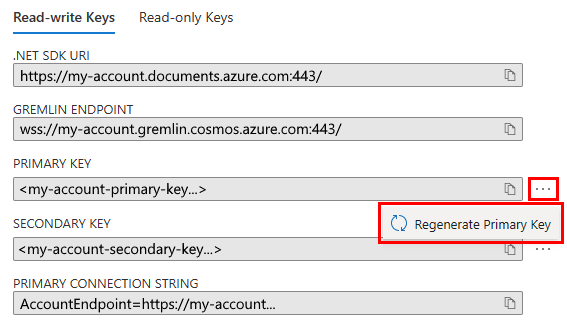 Read-write Keys Read-only Keys
.NET SDK URI
https://my-account.documents.azure.com:443/
GREMLIN ENDPOINT
wss://my-account.gremlin.cosmos.azure.com:443/
PRIMARY KEY
<my-account-primary-key...>
...
Regenerate Primary Key
SECONDARY KEY
<my-account-secondary-key...>
...
PRIMARY CONNECTION STRING
AccountEndpoint=https://my-account...